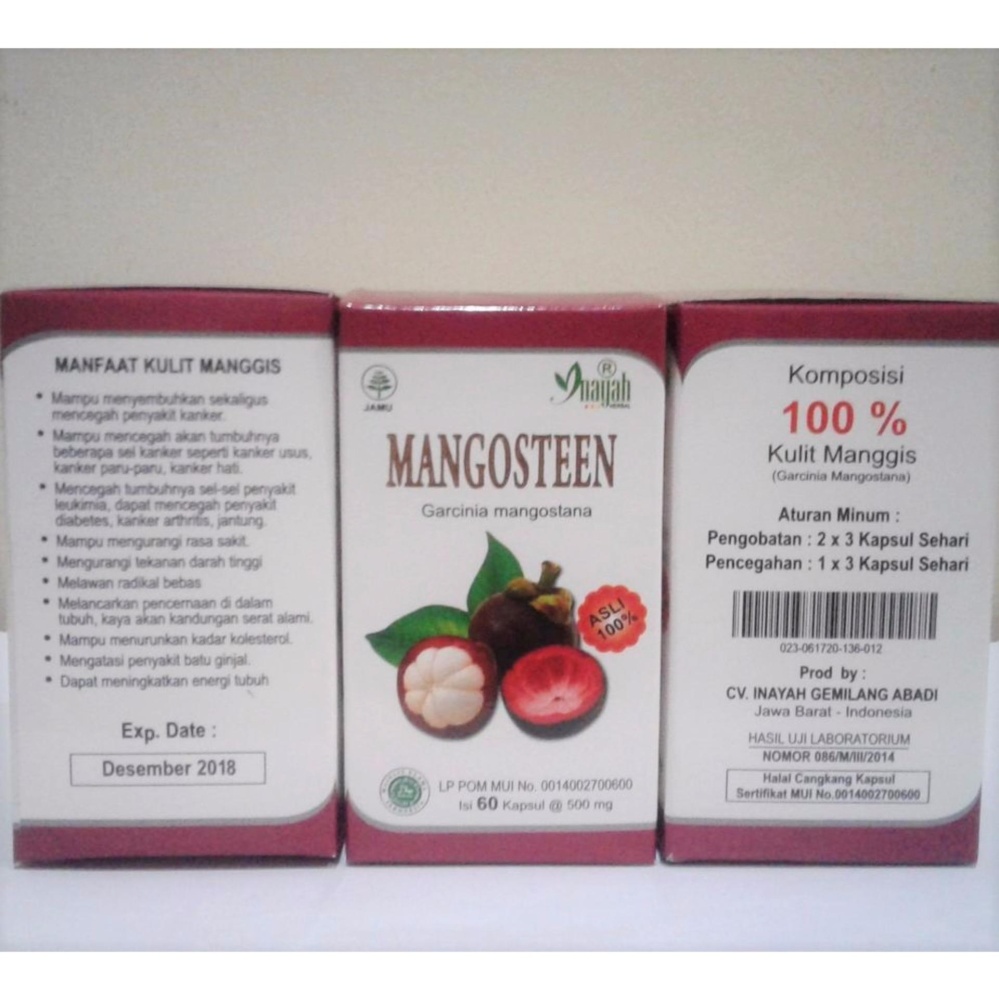 MANFAAT KULIT MANGGIS
• Mampu menyembuhkan sekaligus
mencegah penyakit kanker.
• Mampu mencegah akan tumbuhnya
beberapa sel kanker seperti kanker usus,
kanker paru-paru, kanker hati.
• Mencegah tumbuhnya sel-sel penyakit
leukimia, dapat mencegah penyakit
diabetes, kanker arthritis, jantung.
• Mampu mengurangi rasa sakit.
• Mengurangi tekanan darah tinggi
• Melawan radikal bebas
• Melancarkan pencernaan di dalam
tubuh, kaya akan kandungan serat alami.
• Mampu menurunkan kadar kolesterol.
• Mengatasi penyakit batu ginjal.
• Dapat meningkatkan energi tubuh
Exp. Date :
Desember 2018
JAMU
Inayah ®
HERBAL
MANGOSTEEN
Garcinia mangostana
ASLI
100%
LP POM MUI No. 0014002700600
Isi 60 Kapsul @ 500 mg
Komposisi
100 %
Kulit Manggis
(Garcinia Mangostana)
Aturan Minum :
Pengobatan : 2 x 3 Kapsul Sehari
Pencegahan : 1 x 3 Kapsul Sehari
023-061720-136-012
Prod by :
CV. INAYAH GEMILANG ABADI
Jawa Barat - Indonesia
HASIL UJI LABORATORIUM
NOMOR 086/M/III/2014
Halal Cangkang Kapsul
Sertifikat MUI No.0014002700600